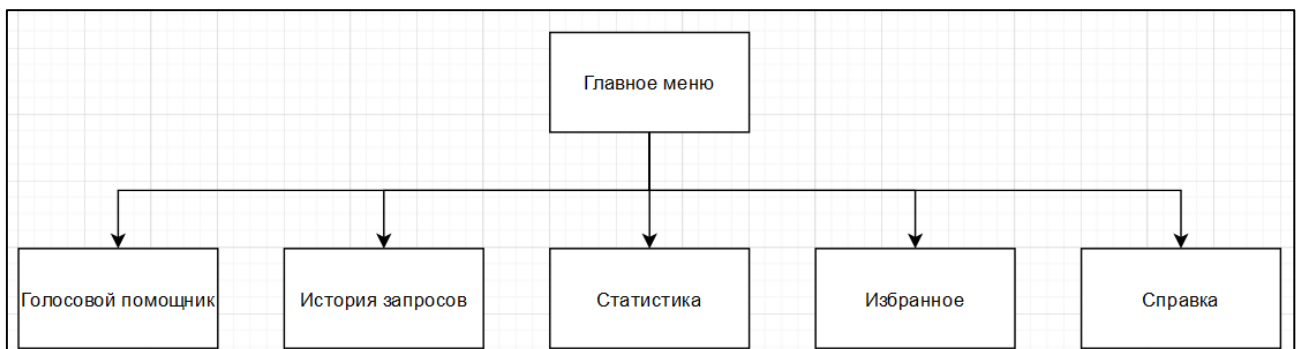 Главное меню
Голосовой помощник
История запросов
Статистика
Избранное
Справка